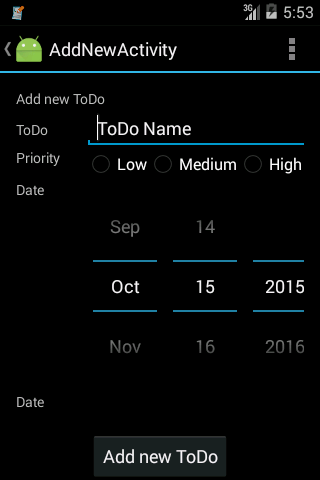 3G 5:53
AddNewActivity
Add new ToDo
ToDo ToDo Name
Priority Low Medium High
Date
Sep 14
Oct 15 2015
Nov 16 2016
Date
Add new ToDo